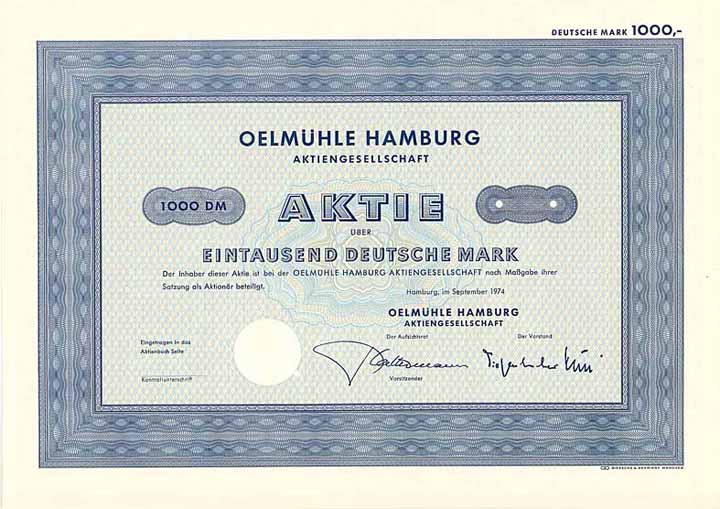 DEUTSCHE MARK 1000,-
OELMÜHLE HAMBURG
AKTIENGESELLSCHAFT
1000 DM
AKTIE
ÜBER
EINTAUSEND DEUTSCHE MARK
Der Inhaber dieser Aktie ist bei der OELMÜHLE HAMBURG AKTIENGESELLSCHAFT nach Maßgabe ihrer
Satzung als Aktionär beteiligt.
Hamburg, im September 1974
OELMÜHLE HAMBURG
AKTIENGESELLSCHAFT
Der Aufsichtsrat Der Vorstand
Eingetragen in das
Aktienbuch Seite
Kontrollunterschrift
Vorsitzender